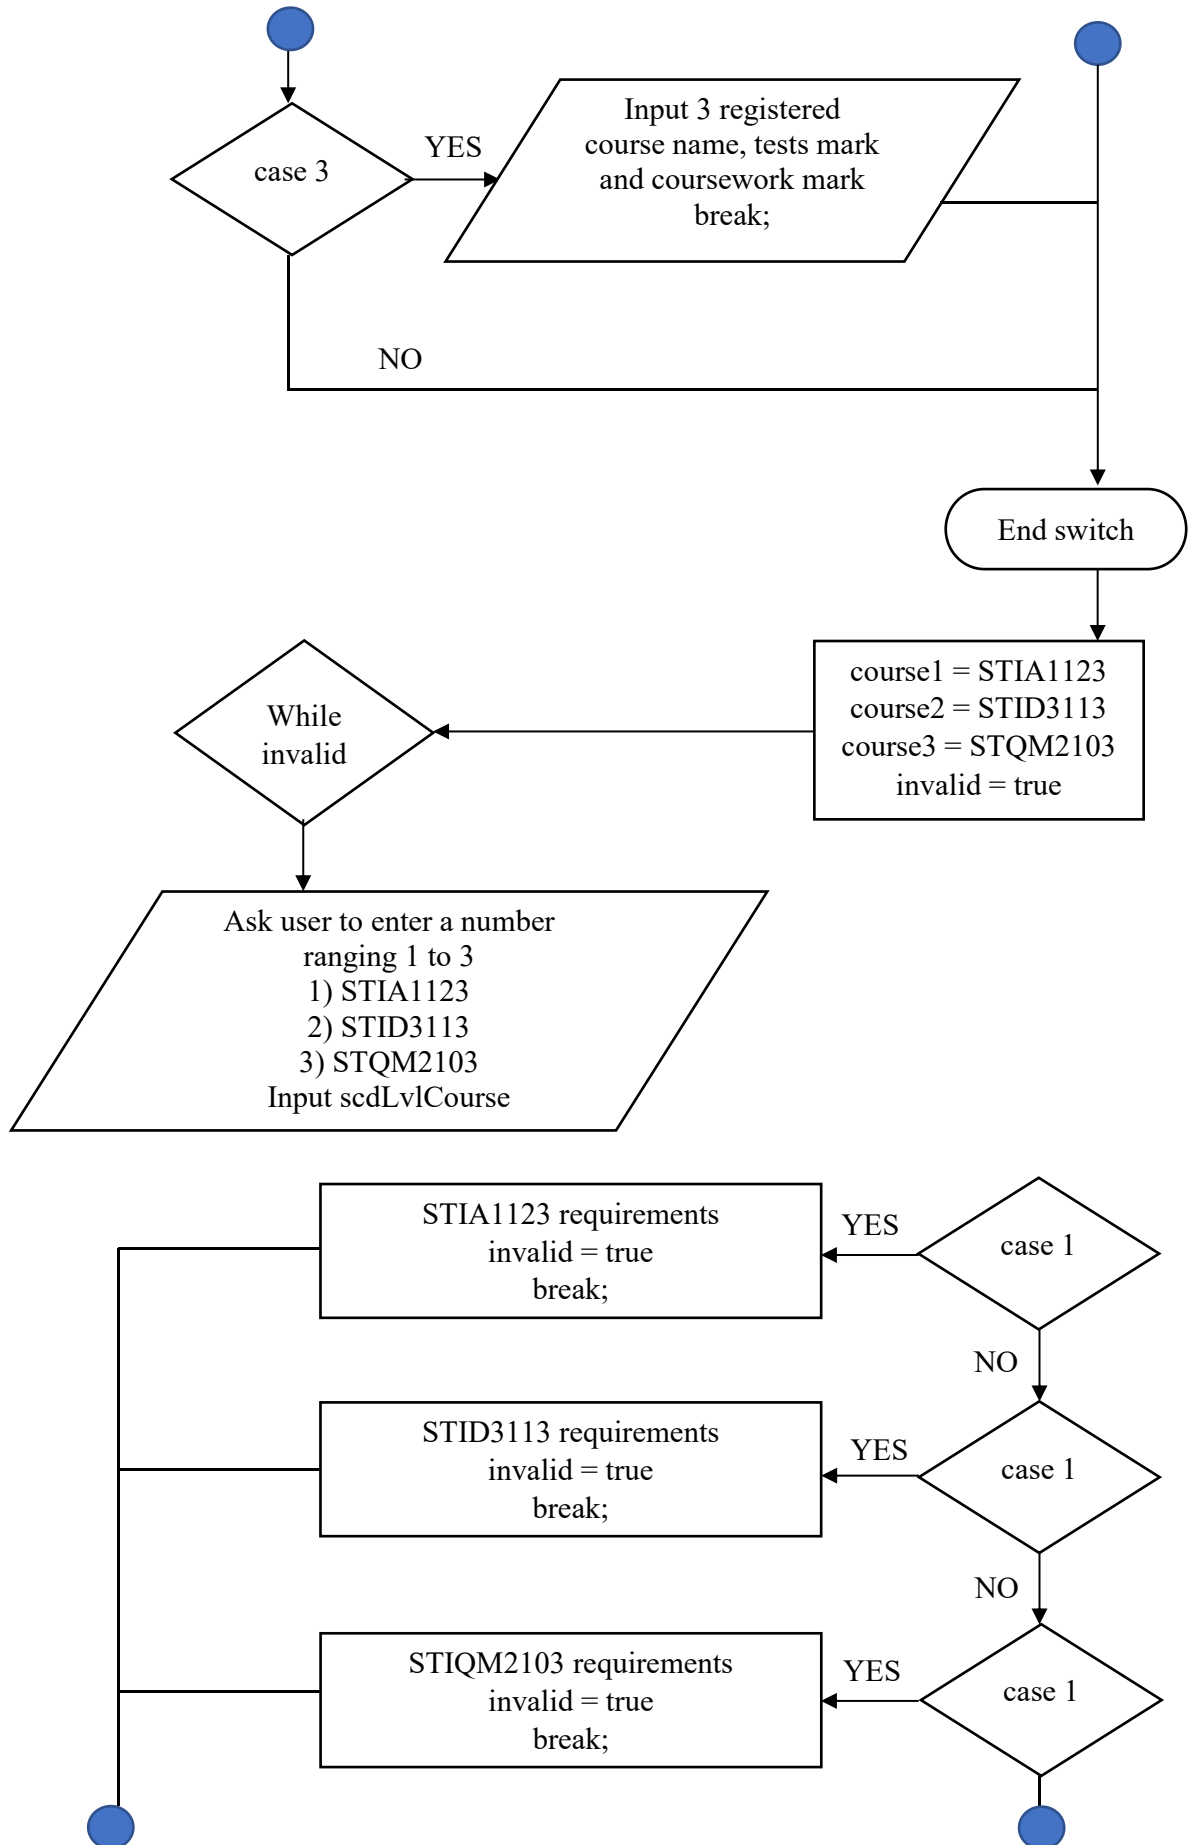 case 3
YES
Input 3 registered
course name, tests mark
and coursework mark
break;
NO
End switch
course1 = STIA1123
course2 = STID3113
course3 = STQM2103
invalid = true
While
invalid
Ask user to enter a number
ranging 1 to 3
1) STIA1123
2) STID3113
3) STQM2103
Input scdLvlCourse
case 1
YES
STIA1123 requirements
invalid = true
break;
NO
case 1
YES
STID3113 requirements
invalid = true
break;
NO
case 1
YES
STIQM2103 requirements
invalid = true
break;